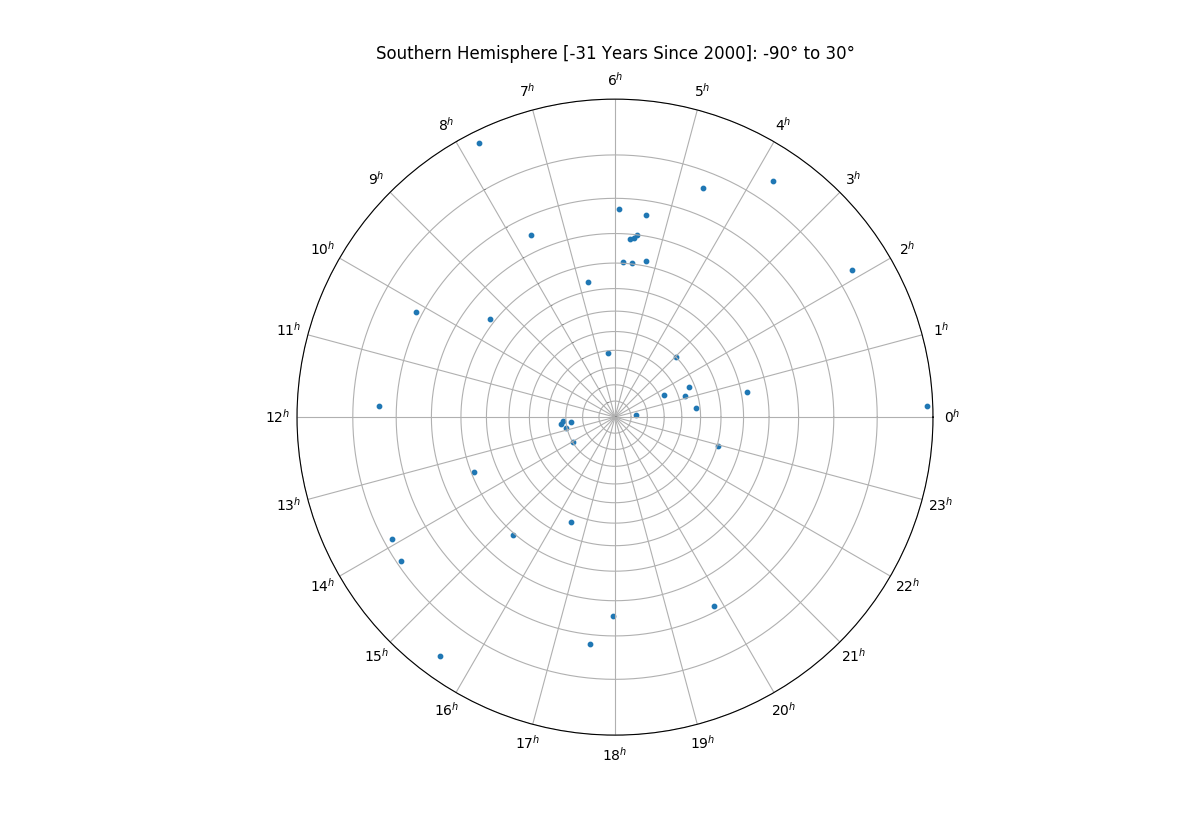 Southern Hemisphere [-31 Years Since 2000]: -90° to 30°
6ʰ
7ʰ
5ʰ
8ʰ
4ʰ
9ʰ
3ʰ
10ʰ
2ʰ
11ʰ
1ʰ
12ʰ
0ʰ
13ʰ
23ʰ
14ʰ
22ʰ
15ʰ
21ʰ
16ʰ
20ʰ
17ʰ
19ʰ
18ʰ